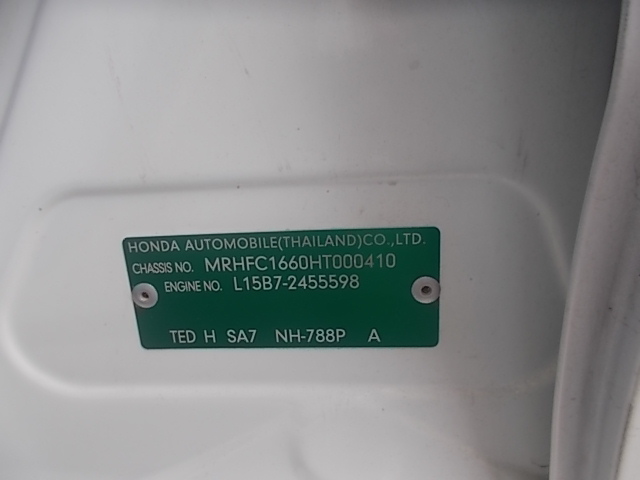 HONDA AUTOMOBILE(THAILAND)CO.,LTD.
CHASSIS NO. MRHFC1660HT000410
ENGINE NO. L15B7-2455598
TED H SA7 NH-788P A